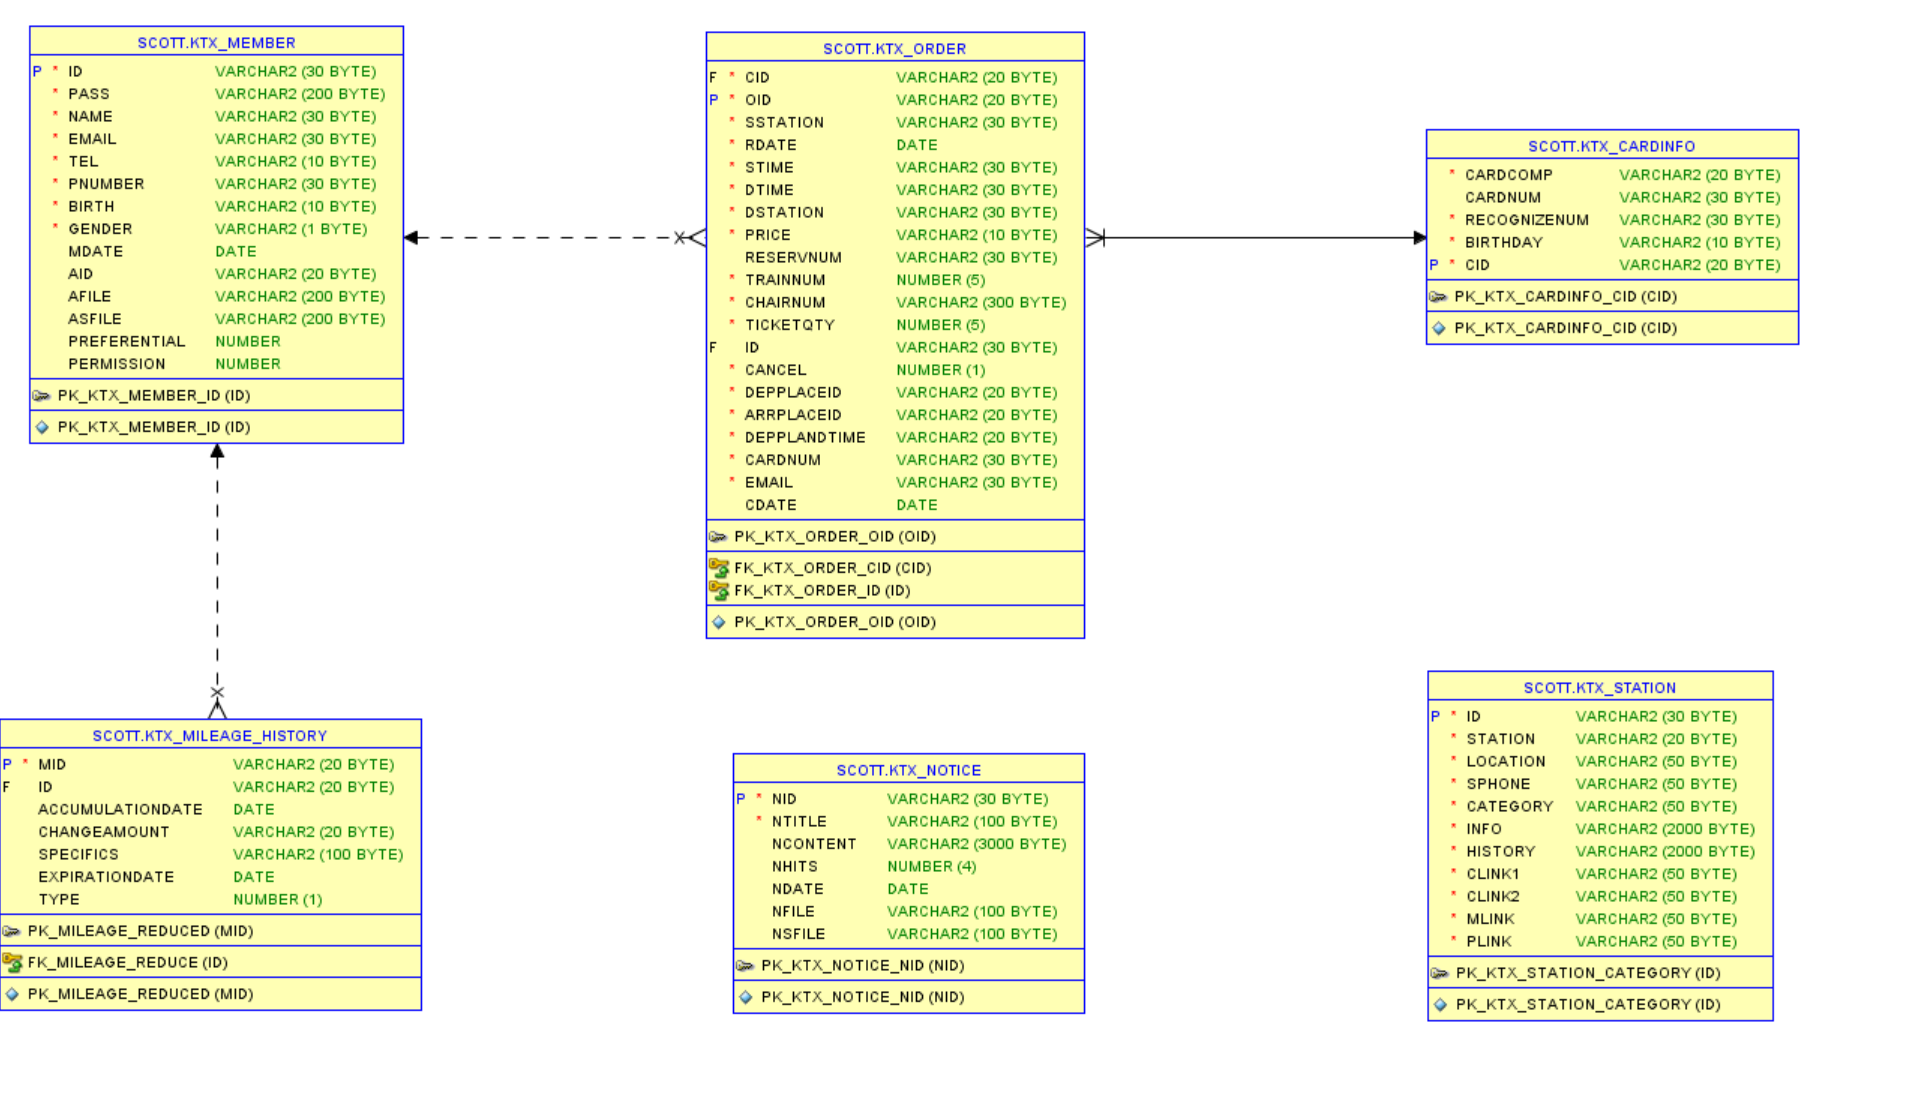 SCOTT.KTX_MEMBER
P * ID VARCHAR2 (30 BYTE)
* PASS VARCHAR2 (200 BYTE)
* NAME VARCHAR2 (30 BYTE)
* EMAIL VARCHAR2 (30 BYTE)
* TEL VARCHAR2 (10 BYTE)
* PNUMBER VARCHAR2 (30 BYTE)
* BIRTH VARCHAR2 (10 BYTE)
* GENDER VARCHAR2 (1 BYTE)
MDATE DATE
AID VARCHAR2 (20 BYTE)
AFILE VARCHAR2 (200 BYTE)
ASFILE VARCHAR2 (200 BYTE)
PREFERENTIAL NUMBER
PERMISSION NUMBER
PK_KTX_MEMBER_ID (ID)
PK_KTX_MEMBER_ID (ID)
SCOTT.KTX_ORDER
F * CID VARCHAR2 (20 BYTE)
P * OID VARCHAR2 (20 BYTE)
* SSTATION VARCHAR2 (30 BYTE)
* RDATE DATE
* STIME VARCHAR2 (30 BYTE)
* DTIME VARCHAR2 (30 BYTE)
* DSTATION VARCHAR2 (30 BYTE)
* PRICE VARCHAR2 (10 BYTE)
RESERVNUM VARCHAR2 (30 BYTE)
* TRAINNUM NUMBER (5)
* CHAIRNUM VARCHAR2 (300 BYTE)
* TICKETQTY NUMBER (5)
F ID VARCHAR2 (30 BYTE)
* CANCEL NUMBER (1)
* DEPPLACEID VARCHAR2 (20 BYTE)
* ARRPLACEID VARCHAR2 (20 BYTE)
* DEPPLANDTIME VARCHAR2 (20 BYTE)
* CARDNUM VARCHAR2 (30 BYTE)
* EMAIL VARCHAR2 (30 BYTE)
CDATE DATE
PK_KTX_ORDER_OID (OID)
FK_KTX_ORDER_CID (CID)
FK_KTX_ORDER_ID (ID)
PK_KTX_ORDER_OID (OID)
SCOTT.KTX_CARDINFO
* CARDCOMP VARCHAR2 (20 BYTE)
CARDNUM VARCHAR2 (30 BYTE)
* RECOGNIZENUM VARCHAR2 (30 BYTE)
* BIRTHDAY VARCHAR2 (10 BYTE)
P * CID VARCHAR2 (20 BYTE)
PK_KTX_CARDINFO_CID (CID)
PK_KTX_CARDINFO_CID (CID)
SCOTT.KTX_MILEAGE_HISTORY
P * MID VARCHAR2 (20 BYTE)
F ID VARCHAR2 (20 BYTE)
ACCUMULATIONDATE DATE
CHANGEAMOUNT VARCHAR2 (20 BYTE)
SPECIFICS VARCHAR2 (100 BYTE)
EXPIRATIONDATE DATE
TYPE NUMBER (1)
PK_MILEAGE_REDUCED (MID)
FK_MILEAGE_REDUCE (ID)
PK_MILEAGE_REDUCED (MID)
SCOTT.KTX_NOTICE
P * NID VARCHAR2 (30 BYTE)
* NTITLE VARCHAR2 (100 BYTE)
NCONTENT VARCHAR2 (3000 BYTE)
NHITS NUMBER (4)
NDATE DATE
NFILE VARCHAR2 (100 BYTE)
NSFILE VARCHAR2 (100 BYTE)
PK_KTX_NOTICE_NID (NID)
PK_KTX_NOTICE_NID (NID)
SCOTT.KTX_STATION
P * ID VARCHAR2 (30 BYTE)
* STATION VARCHAR2 (20 BYTE)
* LOCATION VARCHAR2 (50 BYTE)
* SPHONE VARCHAR2 (50 BYTE)
* CATEGORY VARCHAR2 (50 BYTE)
* INFO VARCHAR2 (2000 BYTE)
* HISTORY VARCHAR2 (2000 BYTE)
* CLINK1 VARCHAR2 (50 BYTE)
* CLINK2 VARCHAR2 (50 BYTE)
* MLINK VARCHAR2 (50 BYTE)
* PLINK VARCHAR2 (50 BYTE)
PK_KTX_STATION_CATEGORY (ID)
PK_KTX_STATION_CATEGORY (ID)